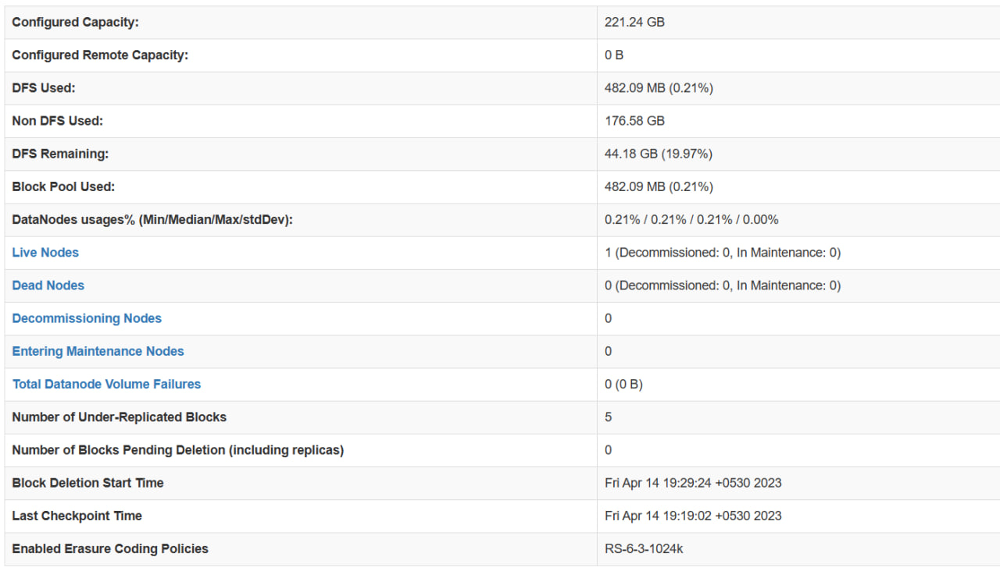 Configured Capacity: 221.24 GB
Configured Remote Capacity: 0 B
DFS Used: 482.09 MB (0.21%)
Non DFS Used: 176.58 GB
DFS Remaining: 44.18 GB (19.97%)
Block Pool Used: 482.09 MB (0.21%)
DataNodes usages% (Min/Median/Max/stdDev): 0.21% / 0.21% / 0.21% / 0.00%
Live Nodes 1 (Decommissioned: 0, In Maintenance: 0)
Dead Nodes 0 (Decommissioned: 0, In Maintenance: 0)
Decommissioning Nodes 0
Entering Maintenance Nodes 0
Total Datanode Volume Failures 0 (0 B)
Number of Under-Replicated Blocks 5
Number of Blocks Pending Deletion (including replicas) 0
Block Deletion Start Time Fri Apr 14 19:29:24 +0530 2023
Last Checkpoint Time Fri Apr 14 19:19:02 +0530 2023
Enabled Erasure Coding Policies RS-6-3-1024k